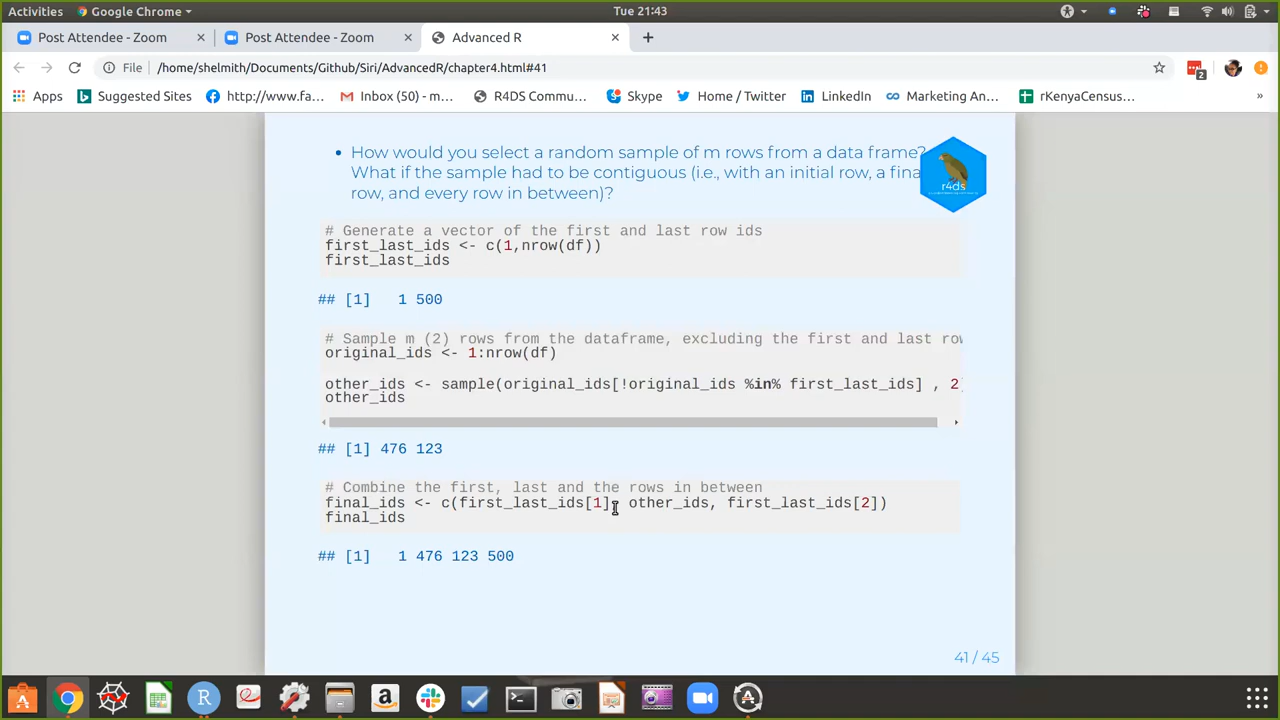 Activities
Google Chrome
Tue 21:43
Post Attendee - Zoom
Post Attendee - Zoom
Advanced R
File
/home/shelmith/Documents/Github/Siri/AdvancedR/chapter4.html#41
2
Apps
Suggested Sites
http://www.fa...
Inbox (50) - m...
R4DS Commu...
Skype
Home / Twitter
LinkedIn
Marketing An...
rKenyaCensus...
»
• How would you select a random sample of m rows from a data frame?
What if the sample had to be contiguous (i.e., with an initial row, a fina
row, and every row in between)?
r4ds
# Generate a vector of the first and last row ids
first_last_ids <- c(1,nrow(df))
first_last_ids
## [1]   1 500
# Sample m (2) rows from the dataframe, excluding the first and last row
original_ids <- 1:nrow(df)
other_ids <- sample(original_ids[!original_ids %in% first_last_ids] , 2)
other_ids
## [1] 476 123
# Combine the first, last and the rows in between
final_ids <- c(first_last_ids[1], other_ids, first_last_ids[2])
final_ids
## [1]   1 476 123 500
41 / 45